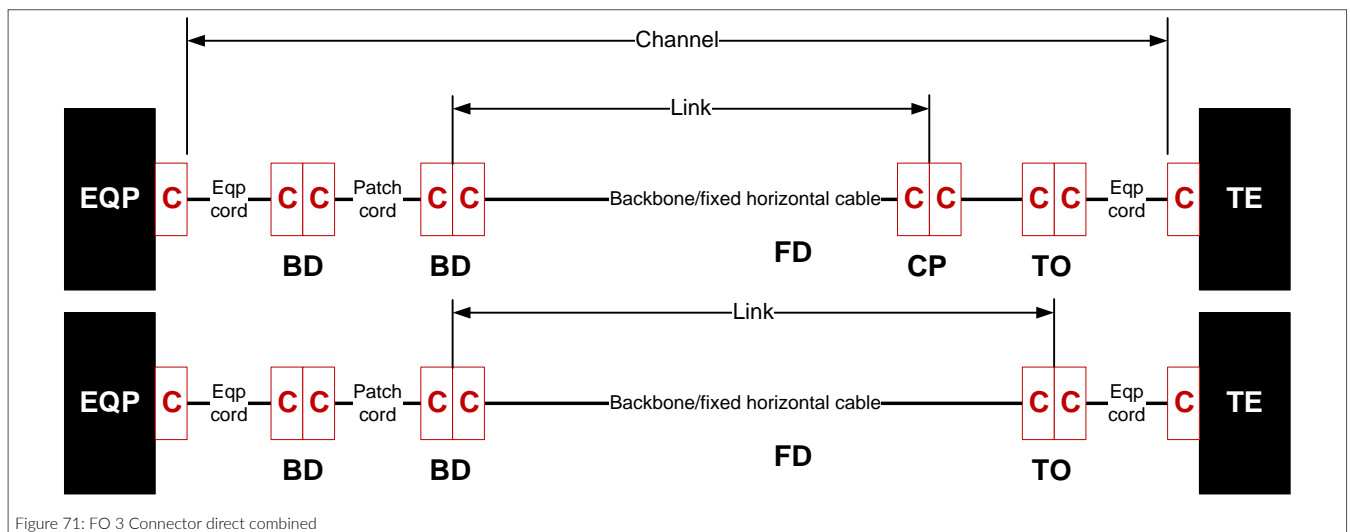 Channel
Link
EQP C Eqp cord C C Patch cord C C Backbone/fixed horizontal cable C C C C Eqp cord C TE
BD BD FD CP TO
Link
EQP C Eqp cord C C Patch cord C C Backbone/fixed horizontal cable C C Eqp cord C TE
BD BD FD TO
Figure 71: FO 3 Connector direct combined